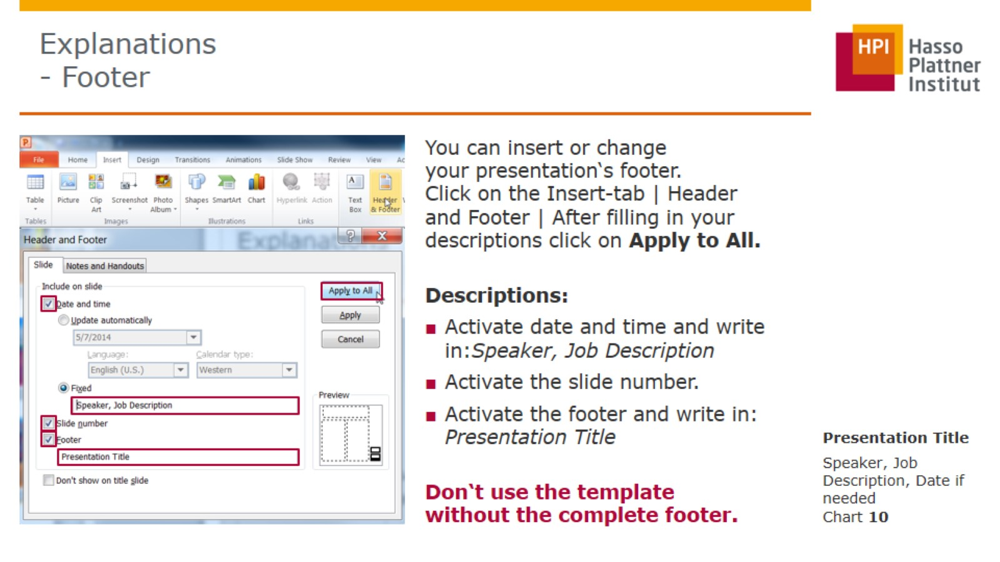 Explanations
- Footer
HPI Hasso
Plattner
Institut
P
File Home Insert Design Transitions Animations Slide Show Review View Ac
Table Picture Clip Art Screenshot Photo Album Shapes SmartArt Chart Hyperlink Action Text Box Header & Footer
Tables Images Illustrations Links
Header and Footer ? X
Slide Notes and Handouts
Include on slide
Date and time
Update automatically
5/7/2014
Language: Calendar type:
English (U.S.) Western
Fixed
Speaker, Job Description
Slide number
Footer
Presentation Title
Don't show on title slide
Apply to All
Apply
Cancel
Preview
You can insert or change
your presentation‘s footer.
Click on the Insert-tab | Header
and Footer | After filling in your
descriptions click on Apply to All.
Descriptions:
Activate date and time and write
in:Speaker, Job Description
Activate the slide number.
Activate the footer and write in:
Presentation Title
Don‘t use the template
without the complete footer.
Presentation Title
Speaker, Job
Description, Date if
needed
Chart 10